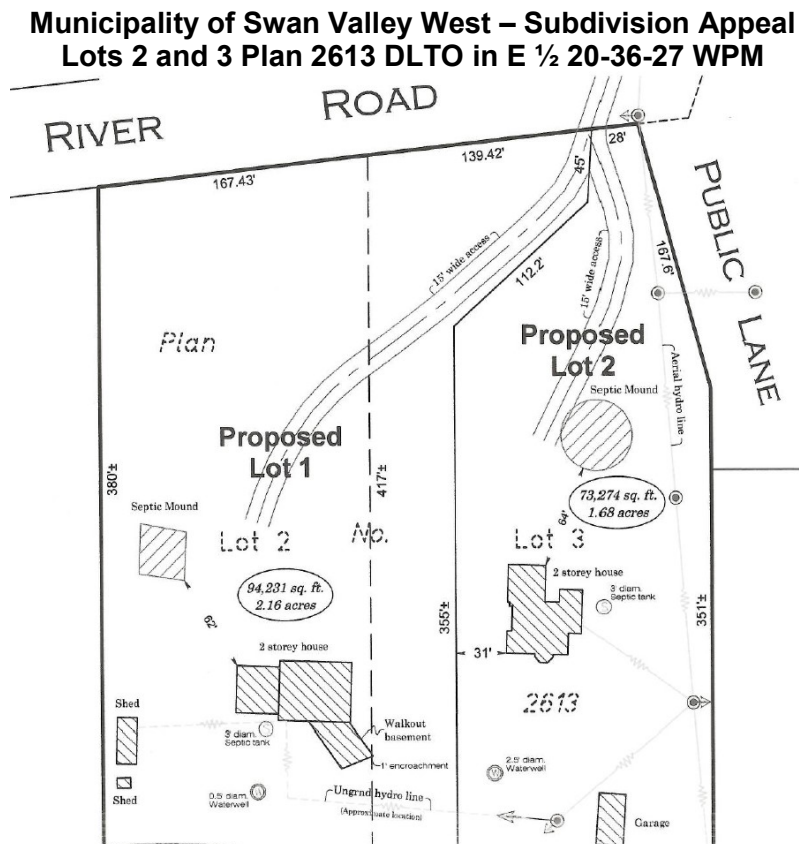 Municipality of Swan Valley West – Subdivision Appeal
Lots 2 and 3 Plan 2613 DLTO in E ½ 20-36-27 WPM
RIVER ROAD
167.43'
139.42'
28'
45'
PUBLIC LANE
167.6'
15' wide access
112.2'
15' wide access
Plan
Proposed
Lot 2
Septic Mound
Aerial hydro line
Proposed
Lot 1
380'±
417'±
Septic Mound
73,274 sq. ft.
1.68 acres
64'
Lot 2
No.
Lot 3
94,231 sq. ft.
2.16 acres
62'
2 storey house
3' diam.
Septic tank
355'±
351'±
2 storey house
31'
2613
Shed
Walkout
basement
3' diam.
Septic tank
1' encroachment
2.5' diam.
Waterwell
W
Shed
0.5' diam.
Waterwell
W
Ungrnd hydro line
(Approximate location)
Garage